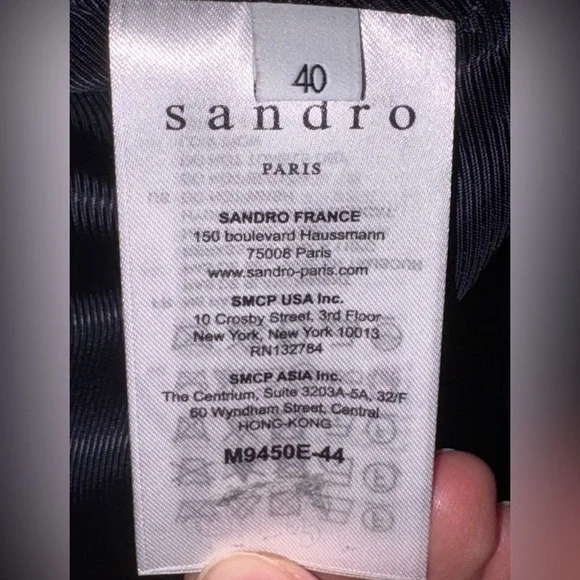 40
sandro
PARIS
SANDRO FRANCE
150 boulevard Haussmann
75008 Paris
www.sandro-paris.com
SMCP USA Inc.
10 Crosby Street, 3rd Floor
New York, New York 10013
RN132784
SMCP ASIA Inc.
The Centrium, Suite 3203A-5A, 32/F
60 Wyndham Street, Central
HONG-KONG
M9450E-44